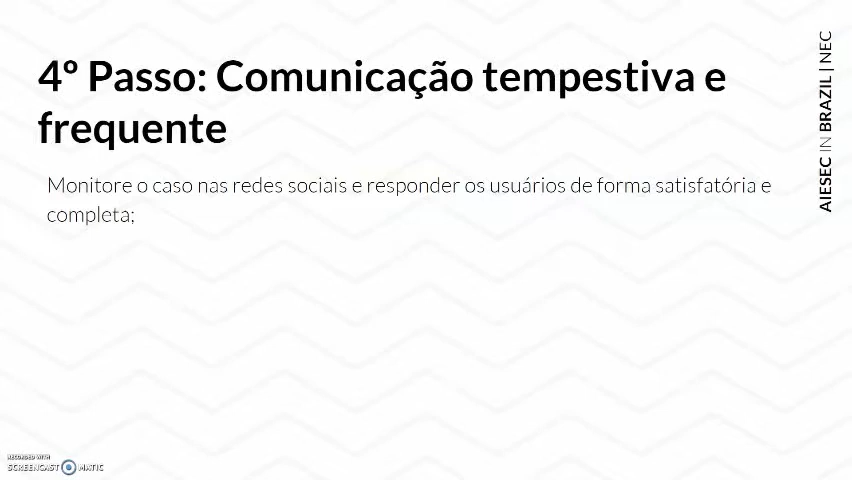 4º Passo: Comunicação tempestiva e
frequente
Monitore o caso nas redes sociais e responder os usuários de forma satisfatória e
completa;
AIESEC IN BRAZIL | NEC
RECORDED WITH
SCREENCAST MATIC